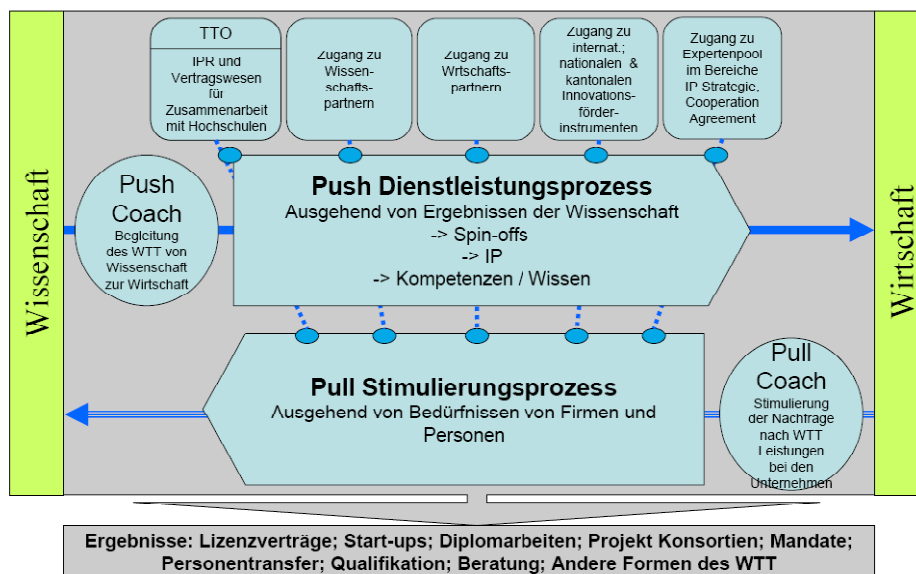 Wissenschaft
TTO
IPR und
Vertragswesen
für
Zusammenarbeit
mit Hochschulen
Zugang zu
Wissen-
schafts-
partnern
Zugang zu
Wrtschafts-
partnern
Zugang zu
internat.;
nationalen &
kantonalen
Innovations-
förder-
instrumenten
Zugang zu
Expertenpool
im Bereiche
IP Strategic,
Cooperation
Agreement
Push
Coach
Begleitung
des WTT von
Wissenschaft
zur Wirtschaft
Push Dienstleistungsprozess
Ausgehend von Ergebnissen der Wissenschaft
-> Spin-offs
-> IP
-> Kompetenzen / Wissen
Pull Stimulierungsprozess
Ausgehend von Bedürfnissen von Firmen und
Personen
Pull
Coach
Stimulierung
der Nachfrage
nach WTT
Leistungen
bei den
Unternehmen
Wirtschaft
Ergebnisse: Lizenzverträge; Start-ups; Diplomarbeiten; Projekt Konsortien; Mandate;
Personentransfer; Qualifikation; Beratung; Andere Formen des WTT